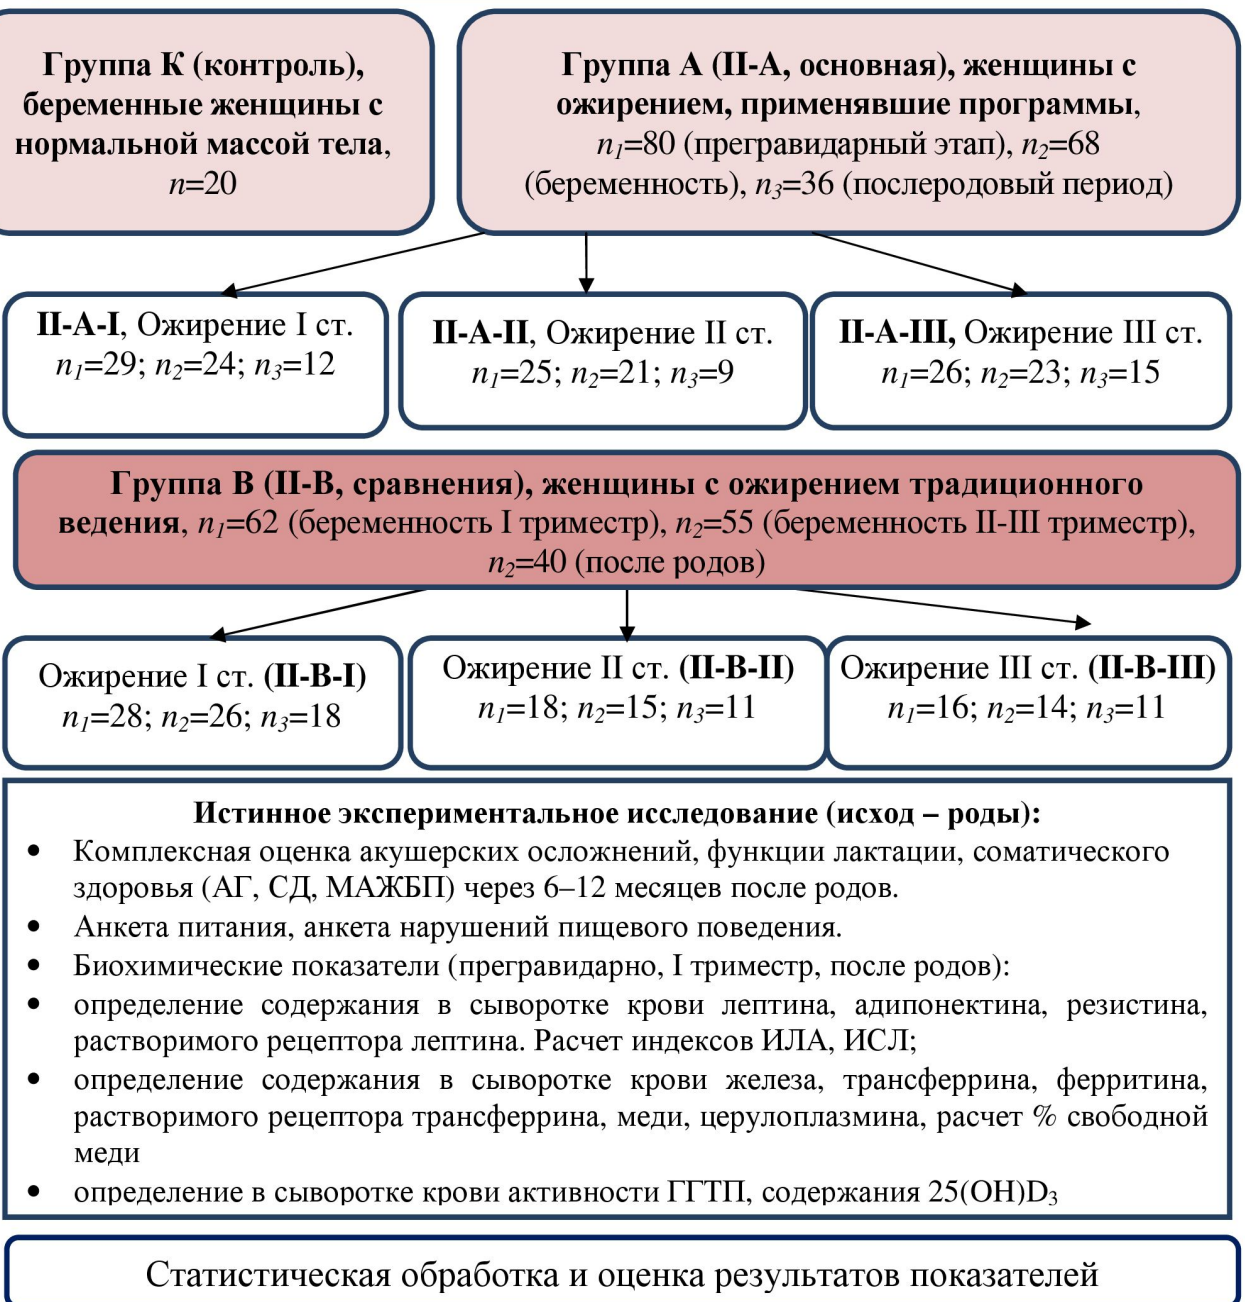 Группа К (контроль),
беременные женщины с
нормальной массой тела,
n=20
Группа А (II-А, основная), женщины с
ожирением, применявшие программы,
n1=80 (прегравидарный этап), n2=68
(беременность), n3=36 (послеродовый период)
II-А-I, Ожирение I ст.
n1=29; n2=24; n3=12
II-А-II, Ожирение II ст.
n1=25; n2=21; n3=9
II-А-III, Ожирение III ст.
n1=26; n2=23; n3=15
Группа В (II-В, сравнения), женщины с ожирением традиционного
ведения, n1=62 (беременность I триместр), n2=55 (беременность II-III триместр),
n2=40 (после родов)
Ожирение I ст. (II-В-I)
n1=28; n2=26; n3=18
Ожирение II ст. (II-В-II)
n1=18; n2=15; n3=11
Ожирение III ст. (II-В-III)
n1=16; n2=14; n3=11
Истинное экспериментальное исследование (исход – роды):
• Комплексная оценка акушерских осложнений, функции лактации, соматического
здоровья (АГ, СД, МАЖБП) через 6–12 месяцев после родов.
• Анкета питания, анкета нарушений пищевого поведения.
• Биохимические показатели (прегравидарно, I триместр, после родов):
• определение содержания в сыворотке крови лептина, адипонектина, резистина,
растворимого рецептора лептина. Расчет индексов ИЛА, ИСЛ;
• определение содержания в сыворотке крови железа, трансферрина, ферритина,
растворимого рецептора трансферрина, меди, церулоплазмина, расчет % свободной
меди
• определение в сыворотке крови активности ГГТП, содержания 25(ОН)D3
Статистическая обработка и оценка результатов показателей